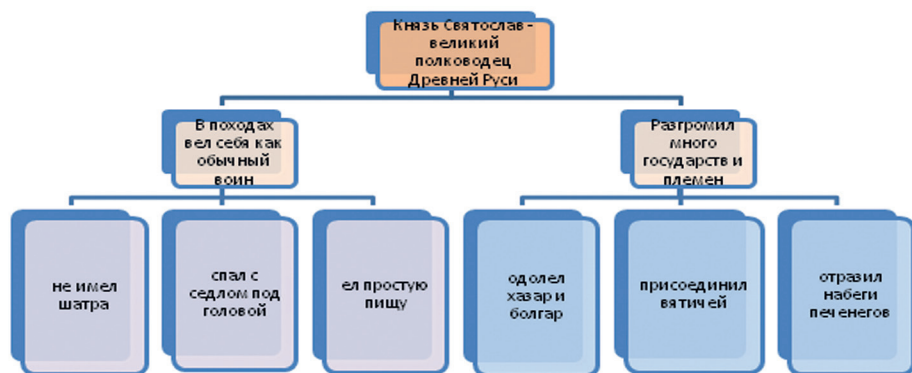 Князь Святослав -
великий
полководец
Древней Руси
В походах
вел себя как
обычный
воин
Разгромил
много
государств и
племен
не имел
шатра
спал с
седлом под
головой
ел простую
пищу
одолел
хазар и
болгар
присоединил
вятичей
отразил
набеги
печенегов